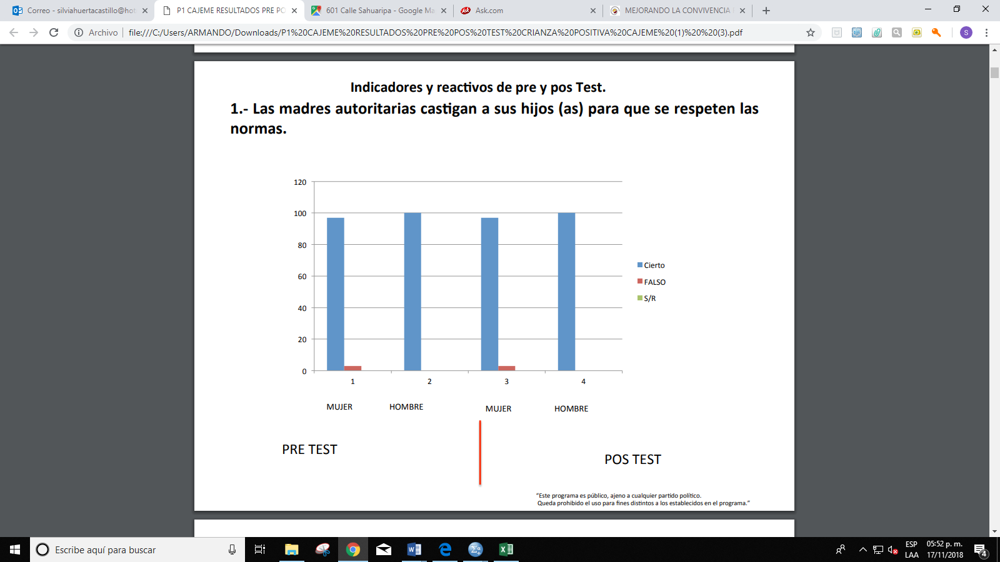 Correo - silviahuertacastillo@hot
P1 CAJEME RESULTADOS PRE PO
601 Calle Sahuaripa - Google Ma
Ask.com
MEJORANDO LA CONVIVENCIA
Archivo
file:///C:/Users/ARMANDO/Downloads/P1%20CAJEME%20RESULTADOS%20PRE%20POS%20TEST%20CRIANZA%20POSITIVA%20CAJEME%20(1)%20%20(3).pdf
S
Indicadores y reactivos de pre y pos Test.
1.- Las madres autoritarias castigan a sus hijos (as) para que se respeten las
normas.
120
100
80
60
40
20
0
1 2 3 4
Cierto
FALSO
S/R
MUJER HOMBRE MUJER HOMBRE
PRE TEST
POS TEST
“Este programa es público, ajeno a cualquier partido político.
Queda prohibido el uso para fines distintos a los establecidos en el programa.”
Escribe aquí para buscar
ESP
LAA
05:52 p. m.
17/11/2018
4